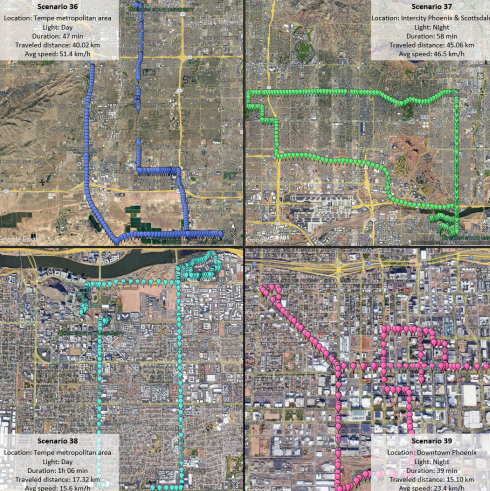 Scenario 36
Location: Tempe metropolitan area
Light: Day
Duration: 47 min
Traveled distance: 40.02 km
Avg speed: 51.4 km/h
Scenario 37
Location: Intercity Phoenix & Scottsdale
Light: Night
Duration: 58 min
Traveled distance: 45.06 km
Avg speed: 46.5 km/h
Scenario 38
Location: Tempe metropolitan area
Light: Day
Duration: 1h 06 min
Traveled distance: 17.32 km
Avg speed: 15.6 km/h
Scenario 39
Location: Downtown Phoenix
Light: Night
Duration: 39 min
Traveled distance: 15.10 km
Avg speed: 23.4 km/h